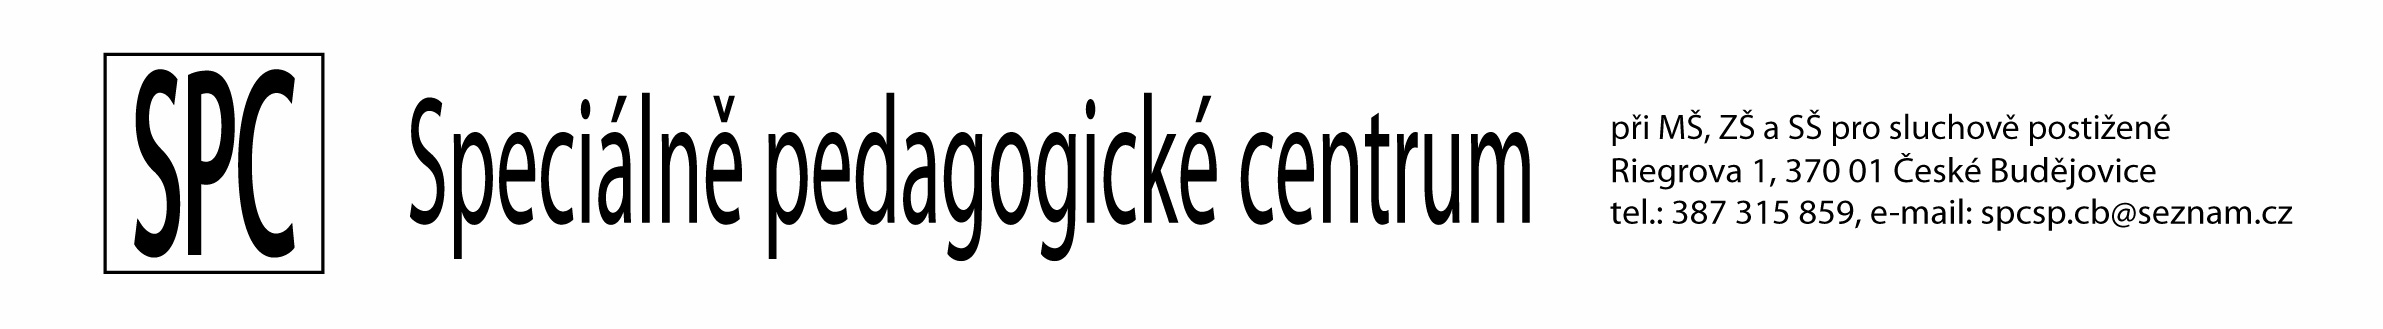 SPC
Speciálně pedagogické centrum
při MŠ, ZŠ a SŠ pro sluchově postižené
Riegrova 1, 370 01 České Budějovice
tel.: 387 315 859, e-mail: spcsp.cb@seznam.cz